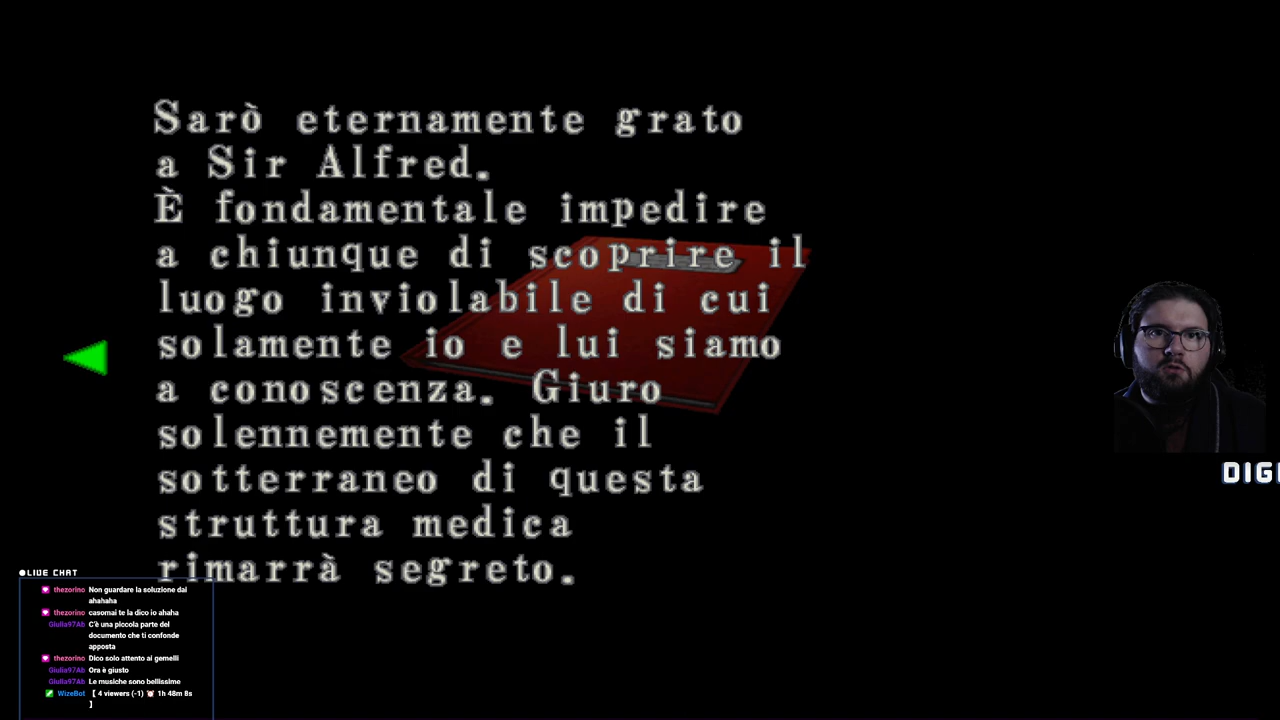 Sarò eternamente grato
a Sir Alfred.
È fondamentale impedire
a chiunque di scoprire il
luogo inviolabile di cui
solamente io e lui siamo
a conoscenza. Giuro
solennemente che il
sotterraneo di questa
struttura medica
rimarrà segreto.
DIG
LIVE CHAT
thezorino Non guardare la soluzione dai
ahahaha
thezorino casomai te la dico io ahaha
Giulia97Ab C'è una piccola parte del
documento che ti confonde
apposta
thezorino Dico solo attento ai gemelli
Giulia97Ab Ora è giusto
Giulia97Ab Le musiche sono bellissime
WizeBot 【 4 viewers (-1) ⏰ 1h 48m 8s
】